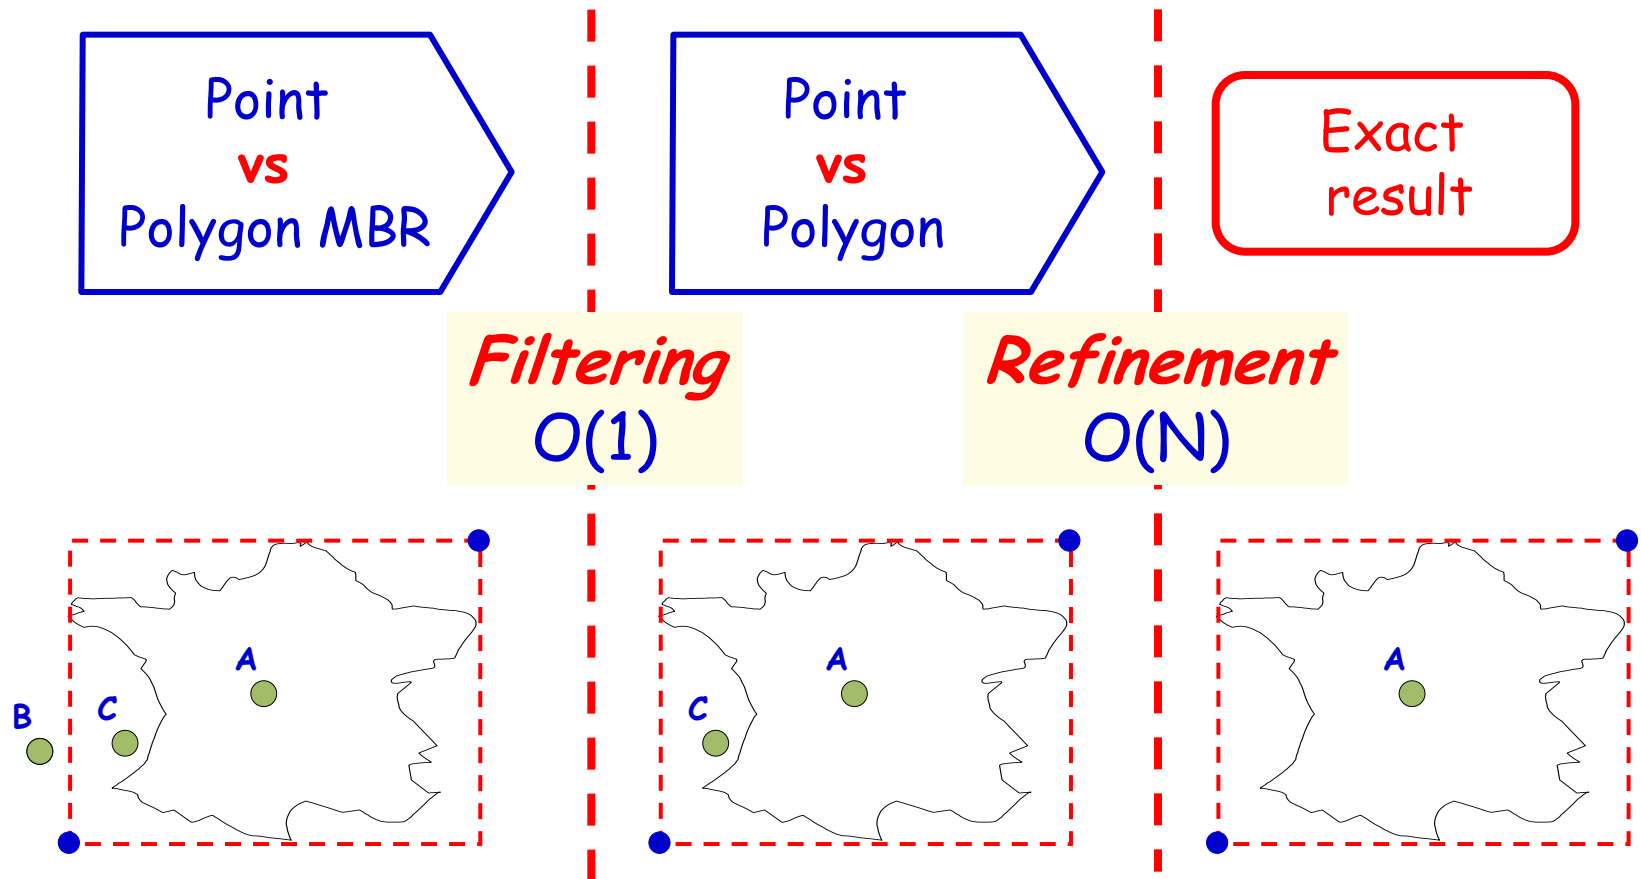 Point
vs
Polygon MBR
Point
vs
Polygon
Exact
result
Filtering
O(1)
Refinement
O(N)
A
B
C
A
C
A